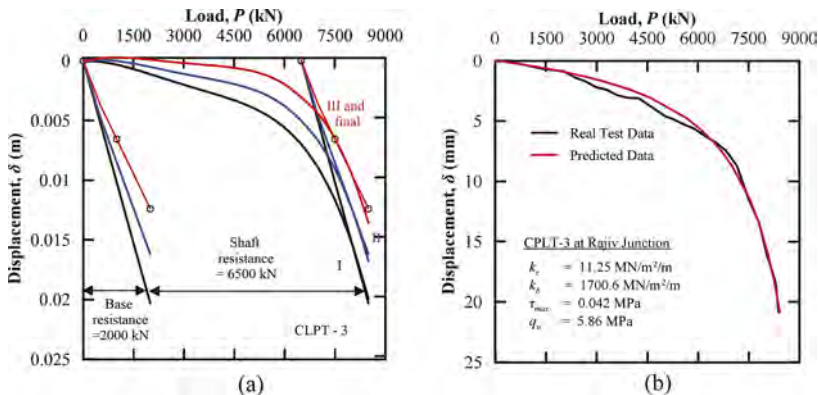 Load, P (kN)
0 1500 3000 4500 6000 7500 9000
0
0.005
0.01
0.015
0.02
0.025
Displacement, δ (m)
III and
final
II
I
Shaft
resistance
= 6500 kN
Base
resistance
=2000 kN
CLPT - 3
(a)
Load, P (kN)
0 1500 3000 4500 6000 7500 9000
0
5
10
15
20
25
Displacement, δ (mm)
Real Test Data
Predicted Data
CPLT-3 at Rajiv Junction
= 11.25 MN/m²/m
= 1700.6 MN/m²/m
τmax = 0.042 MPa
= 5.86 MPa
(b)